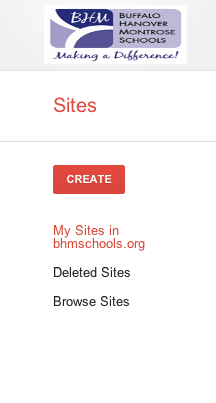 BHM
BUFFALO
HANOVER
MONTROSE
SCHOOLS
Making a Difference!
Sites
CREATE
My Sites in
bhmschools.org
Deleted Sites
Browse Sites